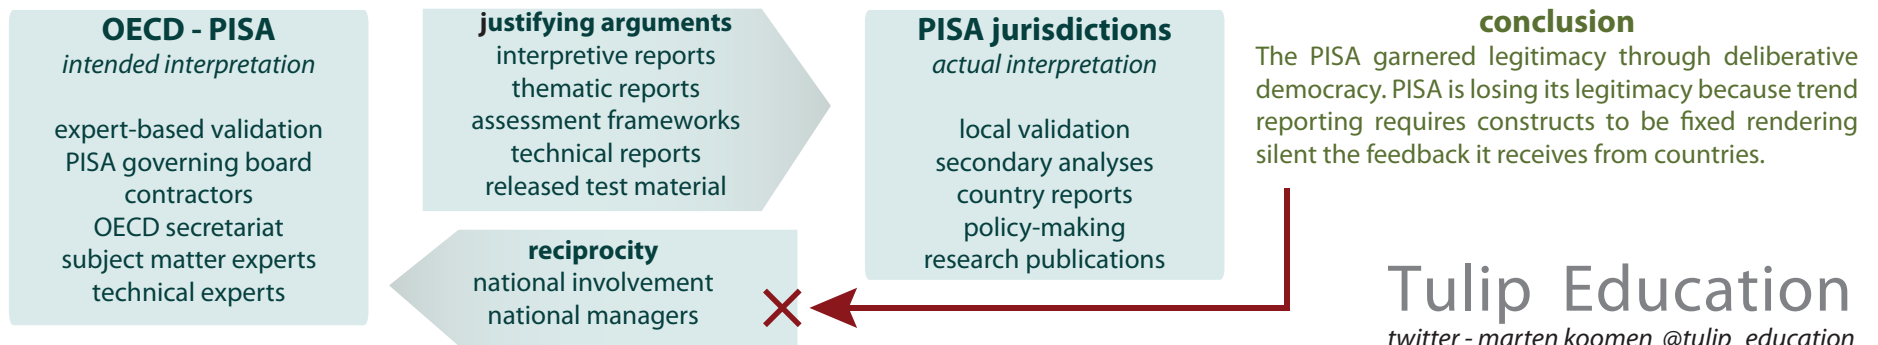 OECD - PISA
intended interpretation
expert-based validation
PISA governing board
contractors
OECD secretariat
subject matter experts
technical experts
justifying arguments
interpretive reports
thematic reports
assessment frameworks
technical reports
released test material
reciprocity
national involvement
national managers
PISA jurisdictions
actual interpretation
local validation
secondary analyses
country reports
policy-making
research publications
conclusion
The PISA garnered legitimacy through deliberative
democracy. PISA is losing its legitimacy because trend
reporting requires constructs to be fixed rendering
silent the feedback it receives from countries.
Tulip Education
twitter - marten koomen @tulip_education